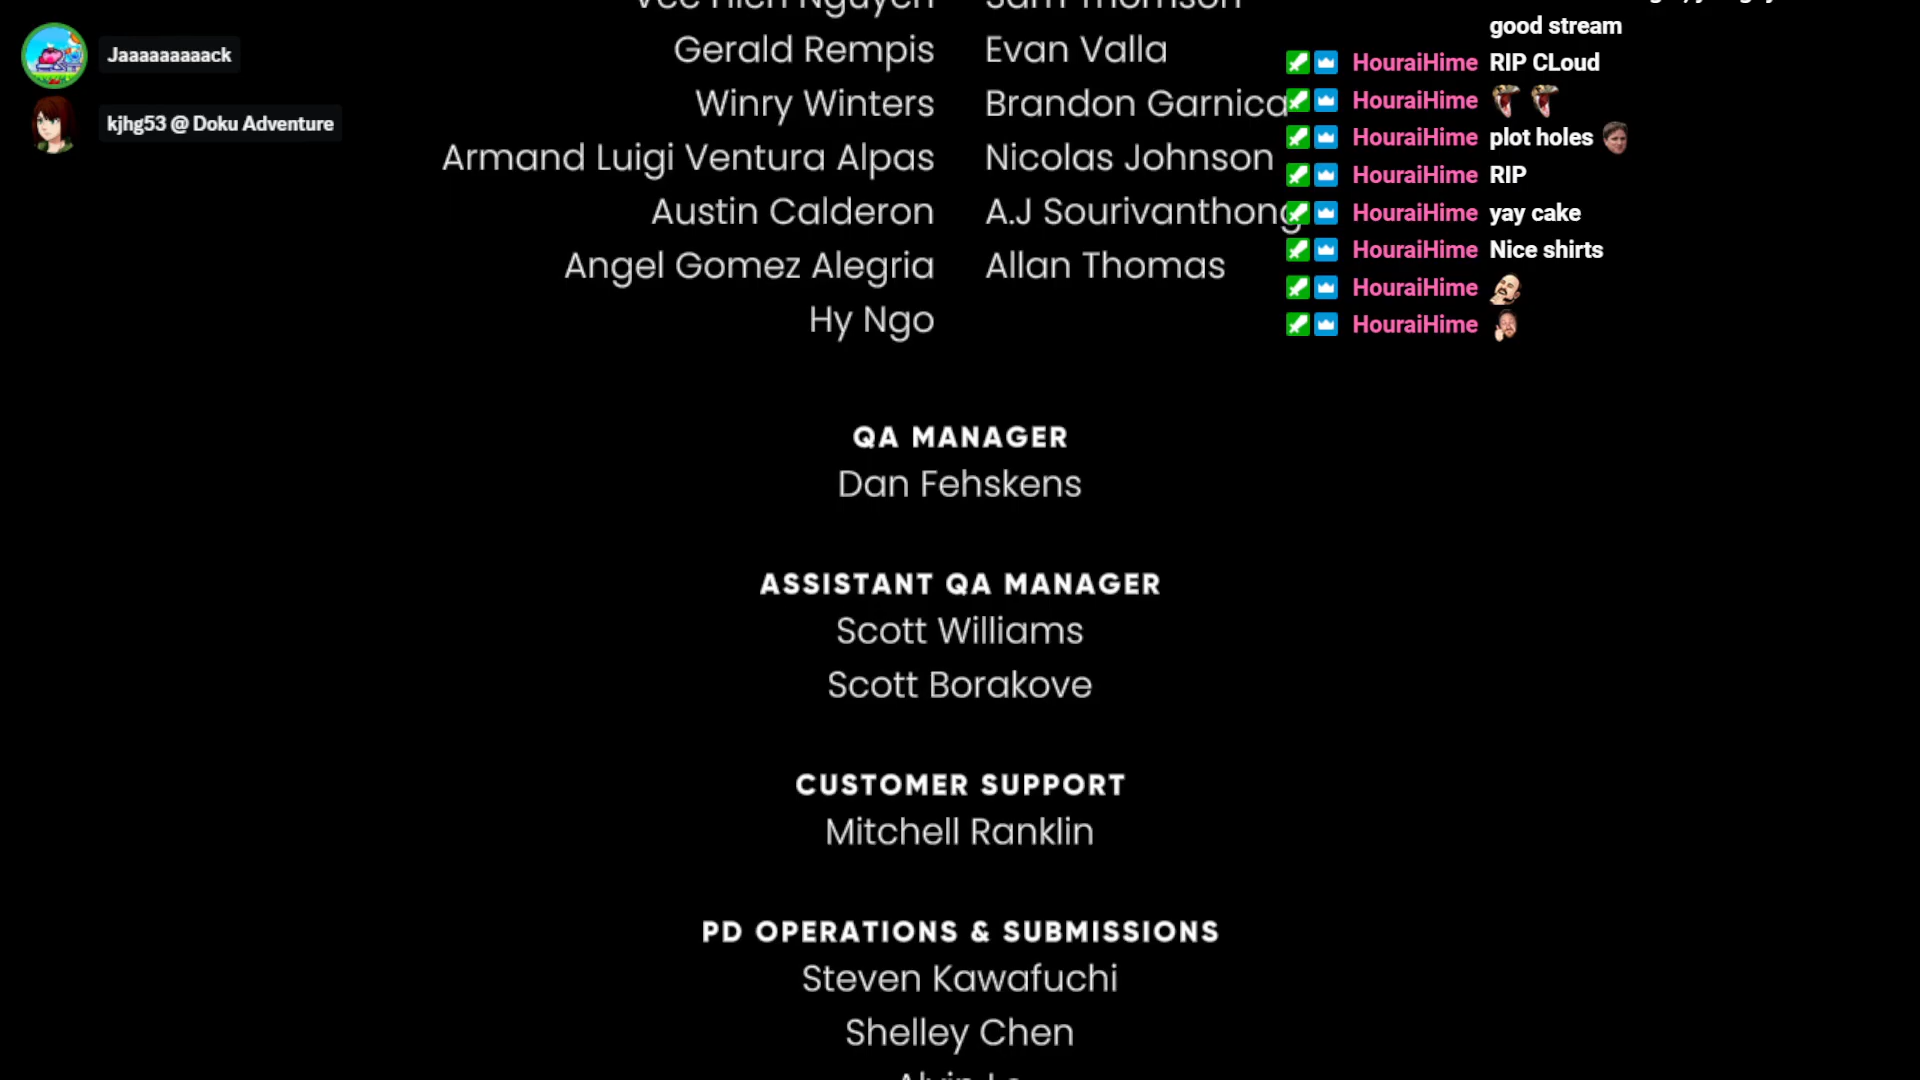 Jaaaaaaaaack
kjhg53 @ Doku Adventure
Gerald Rempis Evan Valla
Winry Winters Brandon Garnica
Armand Luigi Ventura Alpas Nicolas Johnson
Austin Calderon A.J Sourivanthong
Angel Gomez Alegria Allan Thomas
Hy Ngo
QA MANAGER
Dan Fehskens
ASSISTANT QA MANAGER
Scott Williams
Scott Borakove
CUSTOMER SUPPORT
Mitchell Ranklin
PD OPERATIONS & SUBMISSIONS
Steven Kawafuchi
Shelley Chen
good stream
HouraiHime RIP CLoud
HouraiHime
HouraiHime plot holes
HouraiHime RIP
HouraiHime yay cake
HouraiHime Nice shirts
HouraiHime
HouraiHime